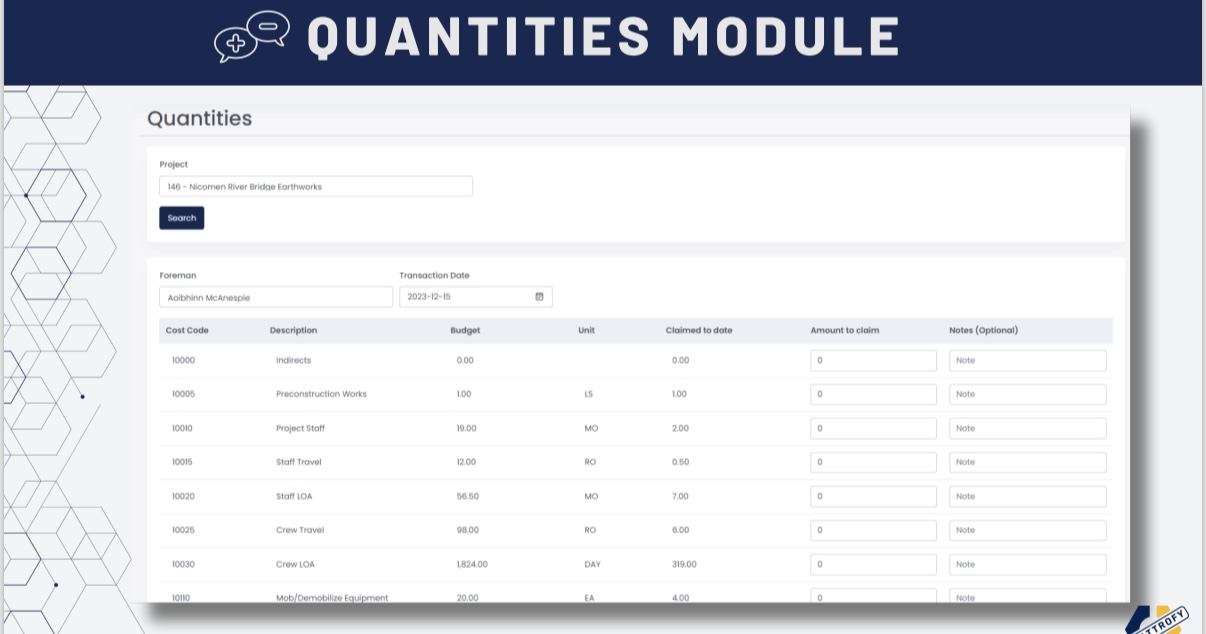 QUANTITIES MODULE
Quantities
Project
146 - Nicomen River Bridge Earthworks
Search
Foreman Transaction Date
Aoibhinn McAnespie 2023-12-15
Cost Code Description Budget Unit Claimed to date Amount to claim Notes (Optional)
10000 Indirects 0.00 0.00 0 Note
10005 Preconstruction Works 1.00 LS 1.00 0 Note
10010 Project Staff 19.00 MO 2.00 0 Note
10015 Staff Travel 12.00 RO 0.50 0 Note
10020 Staff LOA 56.50 MO 7.00 0 Note
10025 Crew Travel 98.00 RO 6.00 0 Note
10030 Crew LOA 1,824.00 DAY 319.00 0 Note
10110 Mob/Demobilize Equipment 20.00 EA 4.00 0 Note